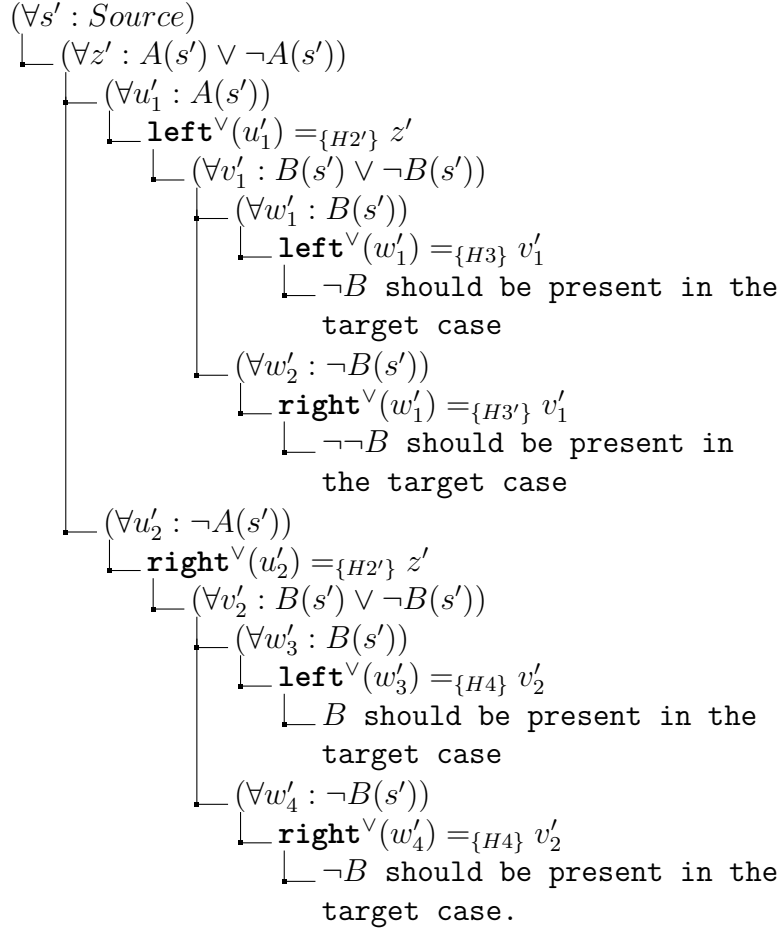 (∀s′ : Source)
(∀z′ : A(s′) ∨ ¬A(s′))
(∀u′₁ : A(s′))
left^∨(u′₁) =_{H2′} z′
(∀v′₁ : B(s′) ∨ ¬B(s′))
(∀w′₁ : B(s′))
left^∨(w′₁) =_{H3} v′₁
¬B should be present in the
target case
(∀w′₂ : ¬B(s′))
right^∨(w′₁) =_{H3′} v′₁
¬¬B should be present in
the target case
(∀u′₂ : ¬A(s′))
right^∨(u′₂) =_{H2′} z′
(∀v′₂ : B(s′) ∨ ¬B(s′))
(∀w′₃ : B(s′))
left^∨(w′₃) =_{H4} v′₂
B should be present in the
target case
(∀w′₄ : ¬B(s′))
right^∨(w′₄) =_{H4} v′₂
¬B should be present in the
target case.